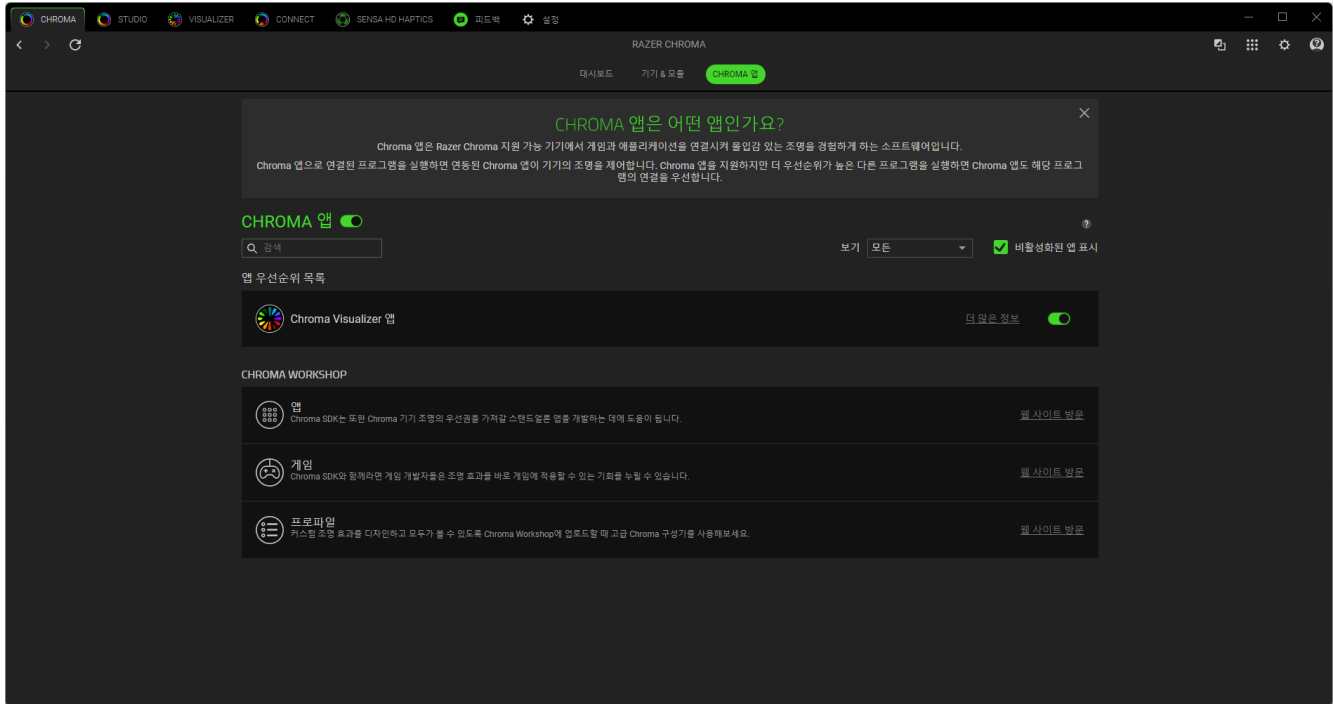 CHROMA STUDIO VISUALIZER CONNECT SENSA HD HAPTICS 피드백 설정
RAZER CHROMA
대시보드 기기 & 모듈 CHROMA 앱
CHROMA 앱은 어떤 앱인가요?
Chroma 앱은 Razer Chroma 지원 가능 기기에서 게임과 애플리케이션을 연결시켜 몰입감 있는 조명을 경험하게 하는 소프트웨어입니다.
Chroma 앱으로 연결된 프로그램을 실행하면 연동된 Chroma 앱이 기기의 조명을 제어합니다. Chroma 앱을 지원하지만 더 우선순위가 높은 다른 프로그램을 실행하면 Chroma 앱도 해당 프로그
램의 연결을 우선합니다.
CHROMA 앱
검색
보기 모든 비활성화된 앱 표시
앱 우선순위 목록
Chroma Visualizer 앱 더 많은 정보
CHROMA WORKSHOP
앱
Chroma SDK는 또한 Chroma 기기 조명의 우선권을 가져갈 스탠드얼론 앱을 개발하는 데에 도움이 됩니다.
웹 사이트 방문
게임
Chroma SDK와 함께라면 게임 개발자들은 조명 효과를 바로 게임에 적용할 수 있는 기회를 누릴 수 있습니다.
웹 사이트 방문
프로파일
커스텀 조명 효과를 디자인하고 모두가 볼 수 있도록 Chroma Workshop에 업로드할 때 고급 Chroma 구성기를 사용해보세요.
웹 사이트 방문